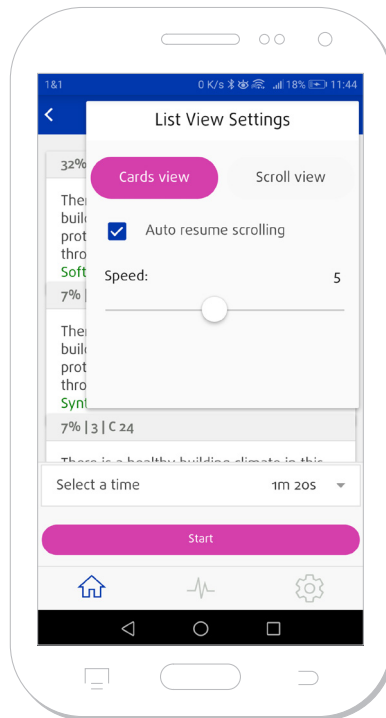 1&1 0 K/s 18% 11:44
List View Settings
32%
Cards view Scroll view
Ther
build
prot
thro
Soft
Auto resume scrolling
Speed: 5
7% |
Ther
build
prot
thro
Synt
7% | 3 | C 24
There is a healthy building climate in this
Select a time 1m 20s
Start